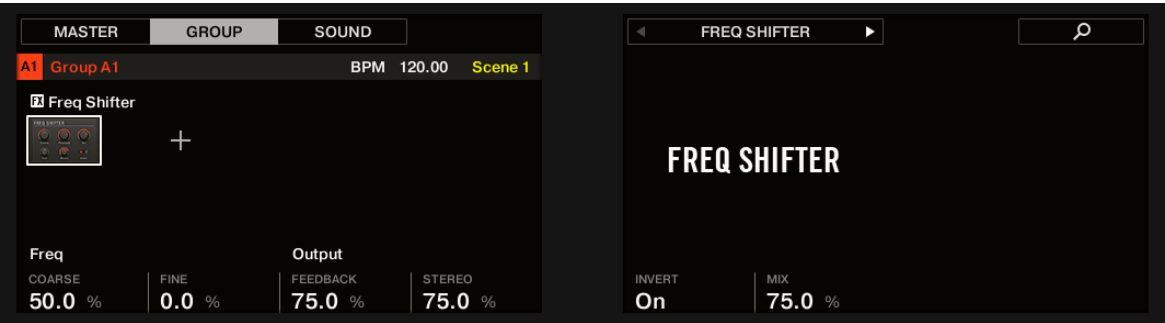 MASTER GROUP SOUND
A1 Group A1 BPM 120.00 Scene 1
FX Freq Shifter
FREQ SHIFTER
Freq Output
COARSE FINE FEEDBACK STEREO
50.0 % 0.0 % 75.0 % 75.0 %
FREQ SHIFTER
FREQ SHIFTER
INVERT MIX
On 75.0 %